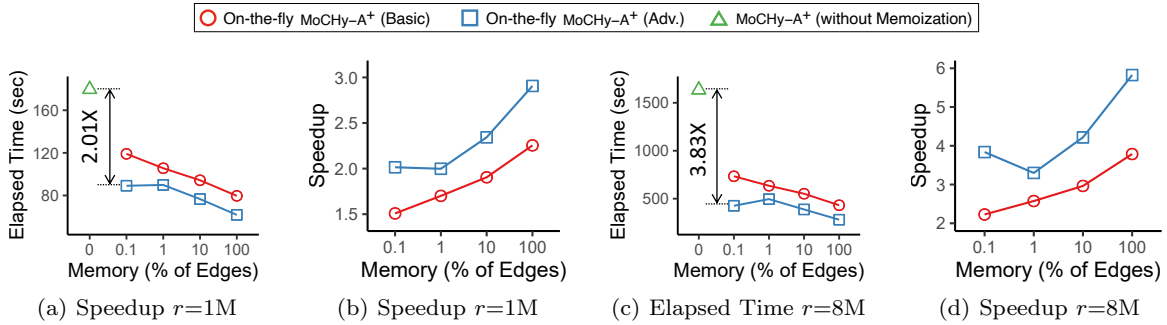 On-the-fly MoCHy-A+ (Basic) On-the-fly MoCHy-A+ (Adv.) MoCHy-A+ (without Memoization)
Elapsed Time (sec)
160
120
80
2.01X
0 0.1 1 10 100
Memory (% of Edges)
(a) Speedup r=1M
Speedup
3.0
2.5
2.0
1.5
0.1 1 10 100
Memory (% of Edges)
(b) Speedup r=1M
Elapsed Time (sec)
1500
1000
500
3.83X
0 0.1 1 10 100
Memory (% of Edges)
(c) Elapsed Time r=8M
Speedup
6
5
4
3
2
0.1 1 10 100
Memory (% of Edges)
(d) Speedup r=8M